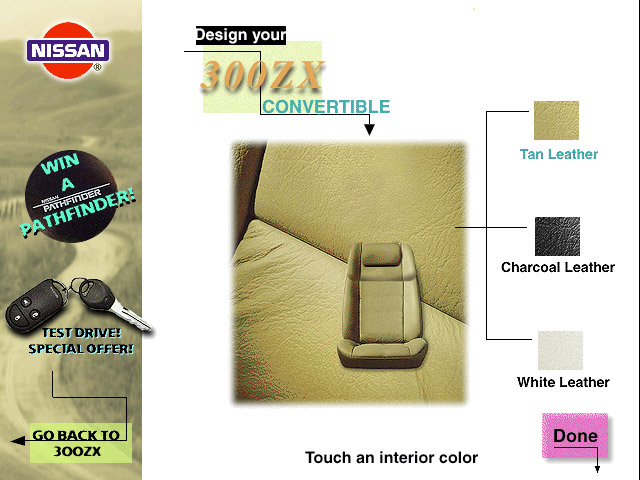 NISSAN
®
WIN
A
NISSAN
PATHFINDER
PATHFINDER!
TEST DRIVE!
SPECIAL OFFER!
GO BACK TO
300ZX
Design your
300ZX
CONVERTIBLE
Tan Leather
Charcoal Leather
White Leather
Touch an interior color
Done